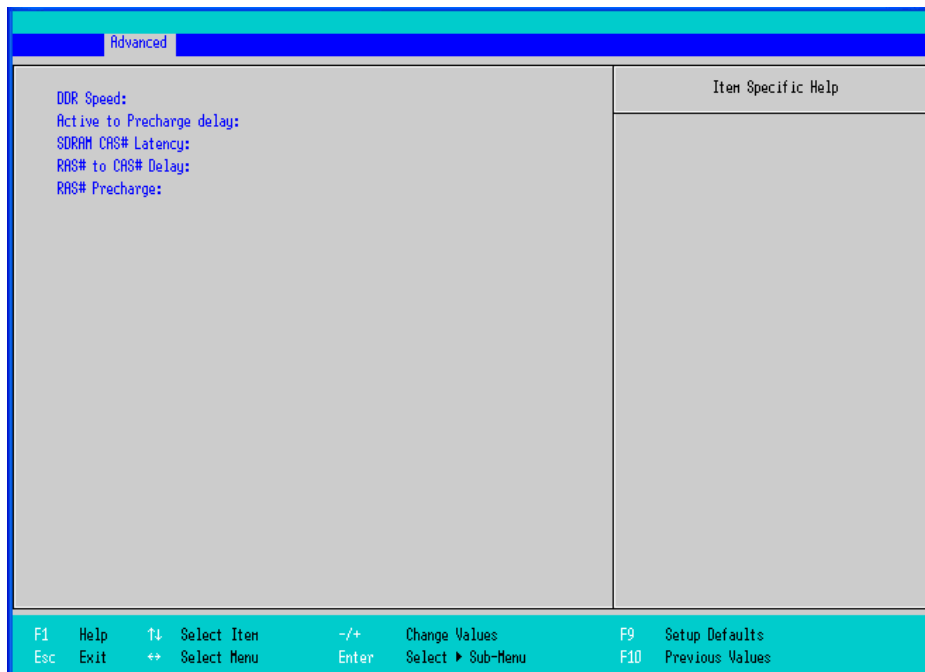 Advanced
DDR Speed:
Active to Precharge delay:
SDRAM CAS# Latency:
RAS# to CAS# Delay:
RAS# Precharge:
Item Specific Help
F1 Help ↑↓ Select Item -/+ Change Values F9 Setup Defaults
Esc Exit ↔ Select Menu Enter Select ▶ Sub-Menu F10 Previous Values